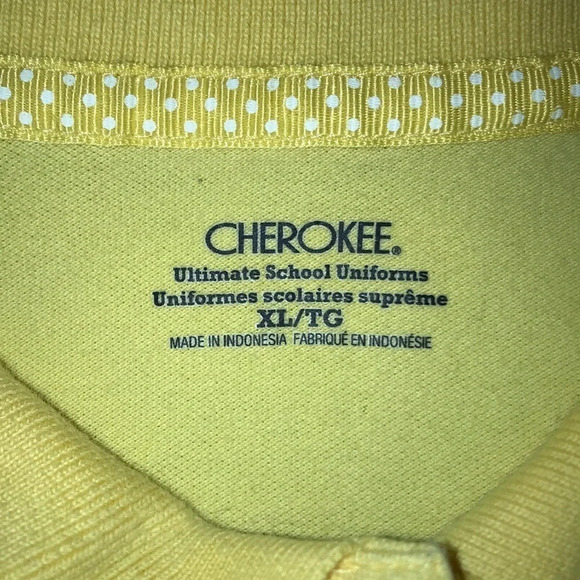 CHEROKEE®
Ultimate School Uniforms
Uniformes scolaires suprême
XL/TG
MADE IN INDONESIA FABRIQUÉ EN INDONÉSIE